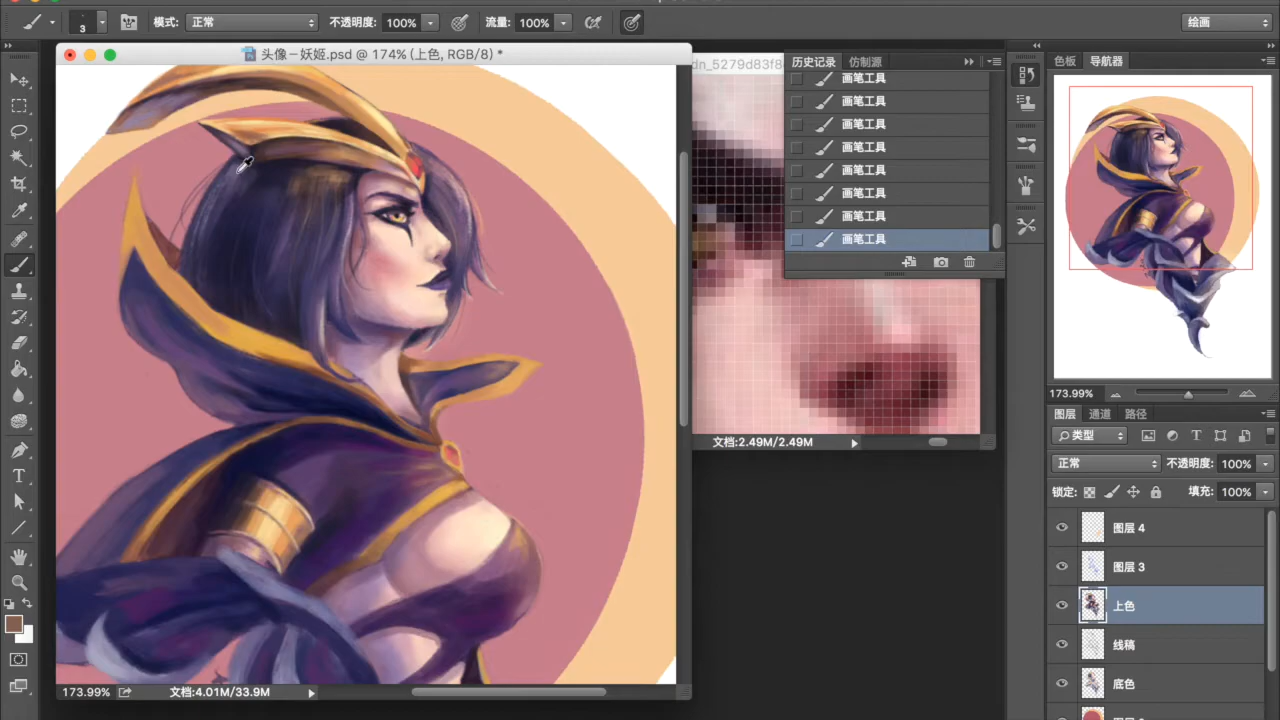 3
模式: 正常
不透明度: 100%
流量: 100%
绘画
头像－妖姬.psd @ 174% (上色, RGB/8) *
历史记录
仿制源
画笔工具
画笔工具
画笔工具
画笔工具
画笔工具
画笔工具
画笔工具
画笔工具
文档:2.49M/2.49M
173.99%
文档:4.01M/33.9M
色板
导航器
173.99%
图层
通道
路径
类型
正常
不透明度: 100%
锁定:
填充: 100%
图层 4
图层 3
上色
线稿
底色